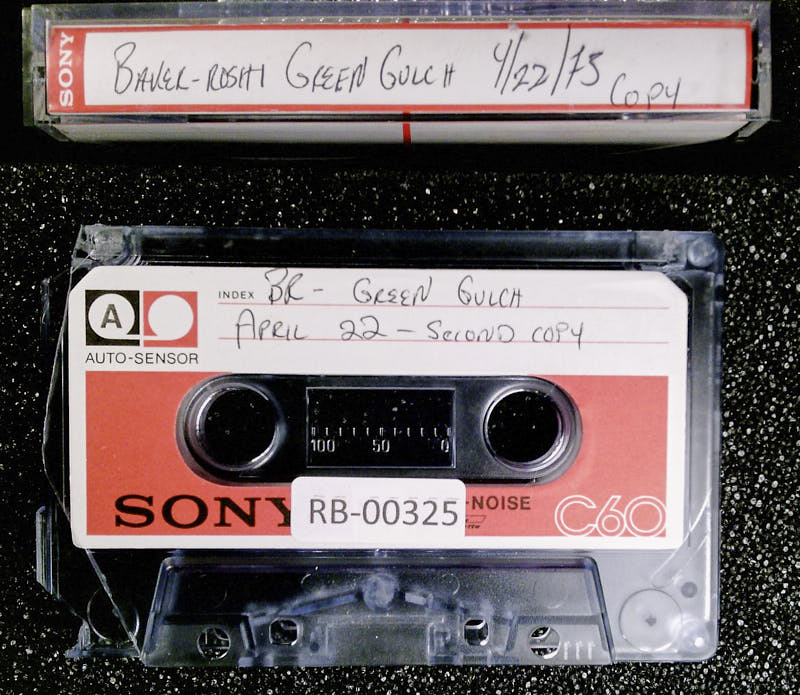 SONY
BAKER-ROSHI GREEN GULCH 4/22/75
COPY
A
AUTO-SENSOR
INDEX BR - GREEN GULCH
APRIL 22 - SECOND COPY
100 50 0
SONY
-NOISE
C60
RB-00325